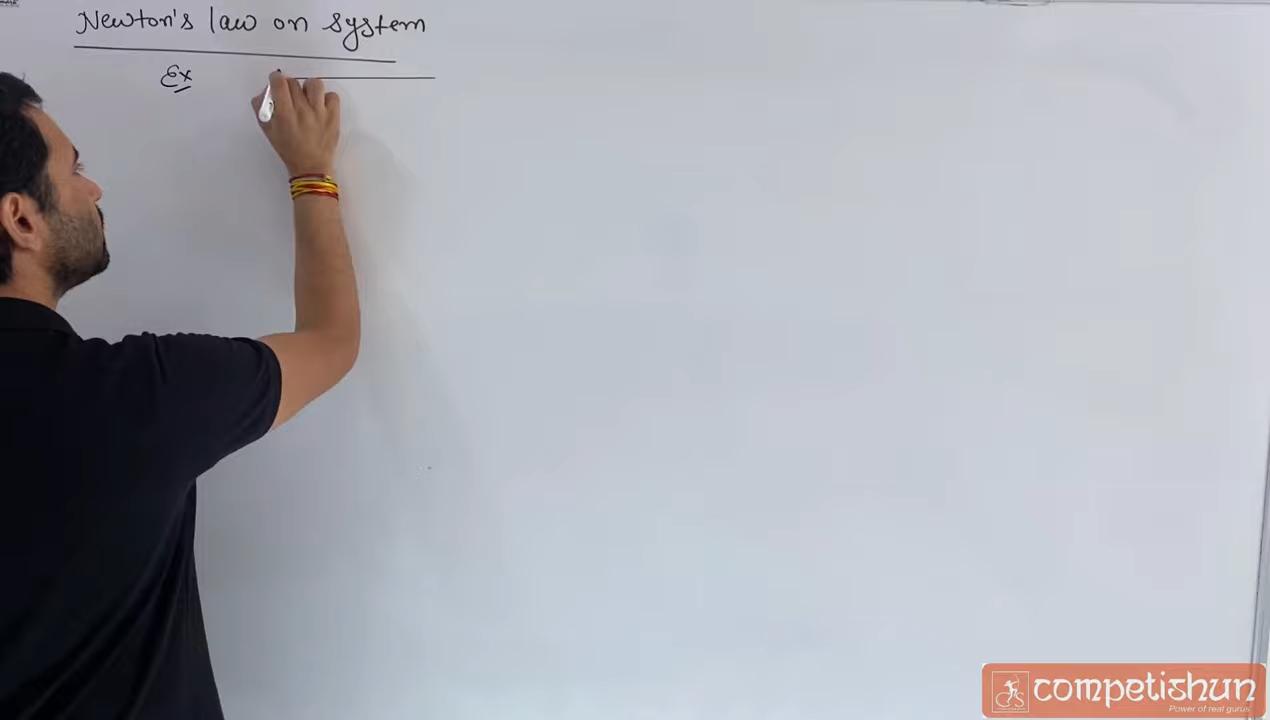 Newton's law on system
Ex
competishun
Power of real gurus